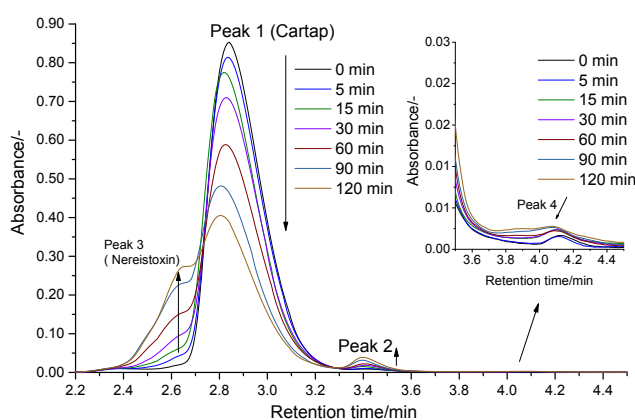 Peak 1 (Cartap)
0 min
5 min
15 min
30 min
60 min
90 min
120 min
Peak 3
( Nereistoxin)
Peak 2
Absorbance/-
0.90
0.80
0.70
0.60
0.50
0.40
0.30
0.20
0.10
0.00
2.2 2.4 2.6 2.8 3.0 3.2 3.4 3.6 3.8 4.0 4.2 4.4
Retention time/min
0 min
5 min
15 min
30 min
60 min
90 min
120 min
Peak 4
Absorbance/-
0.03
0.02
0.02
0.01
0.01
0.00
3.6 3.8 4.0 4.2 4.4
Retention time/min